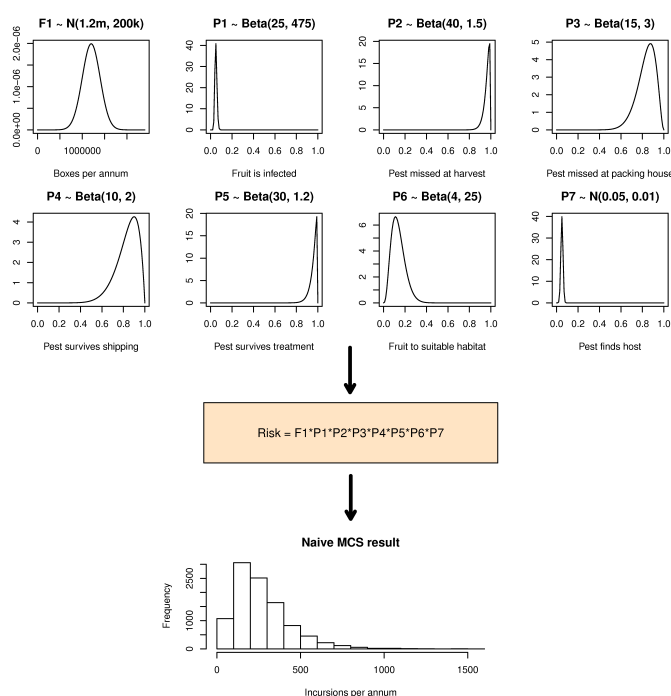 F1 ~ N(1.2m, 200k)
0.0e+00 1.0e−06 2.0e−06
0 1000000
Boxes per annum
P1 ~ Beta(25, 475)
0 10 20 30 40
0.0 0.2 0.4 0.6 0.8 1.0
Fruit is infected
P2 ~ Beta(40, 1.5)
0 5 10 15 20
0.0 0.2 0.4 0.6 0.8 1.0
Pest missed at harvest
P3 ~ Beta(15, 3)
0 1 2 3 4 5
0.0 0.2 0.4 0.6 0.8 1.0
Pest missed at packing house
P4 ~ Beta(10, 2)
0 1 2 3 4
0.0 0.2 0.4 0.6 0.8 1.0
Pest survives shipping
P5 ~ Beta(30, 1.2)
0 5 10 15 20
0.0 0.2 0.4 0.6 0.8 1.0
Pest survives treatment
P6 ~ Beta(4, 25)
0 1 2 3 4 5 6
0.0 0.2 0.4 0.6 0.8 1.0
Fruit to suitable habitat
P7 ~ N(0.05, 0.01)
0 10 20 30 40
0.0 0.2 0.4 0.6 0.8 1.0
Pest finds host
Risk = F1*P1*P2*P3*P4*P5*P6*P7
Naive MCS result
Frequency
0 1000 2500
0 500 1000 1500
Incursions per annum